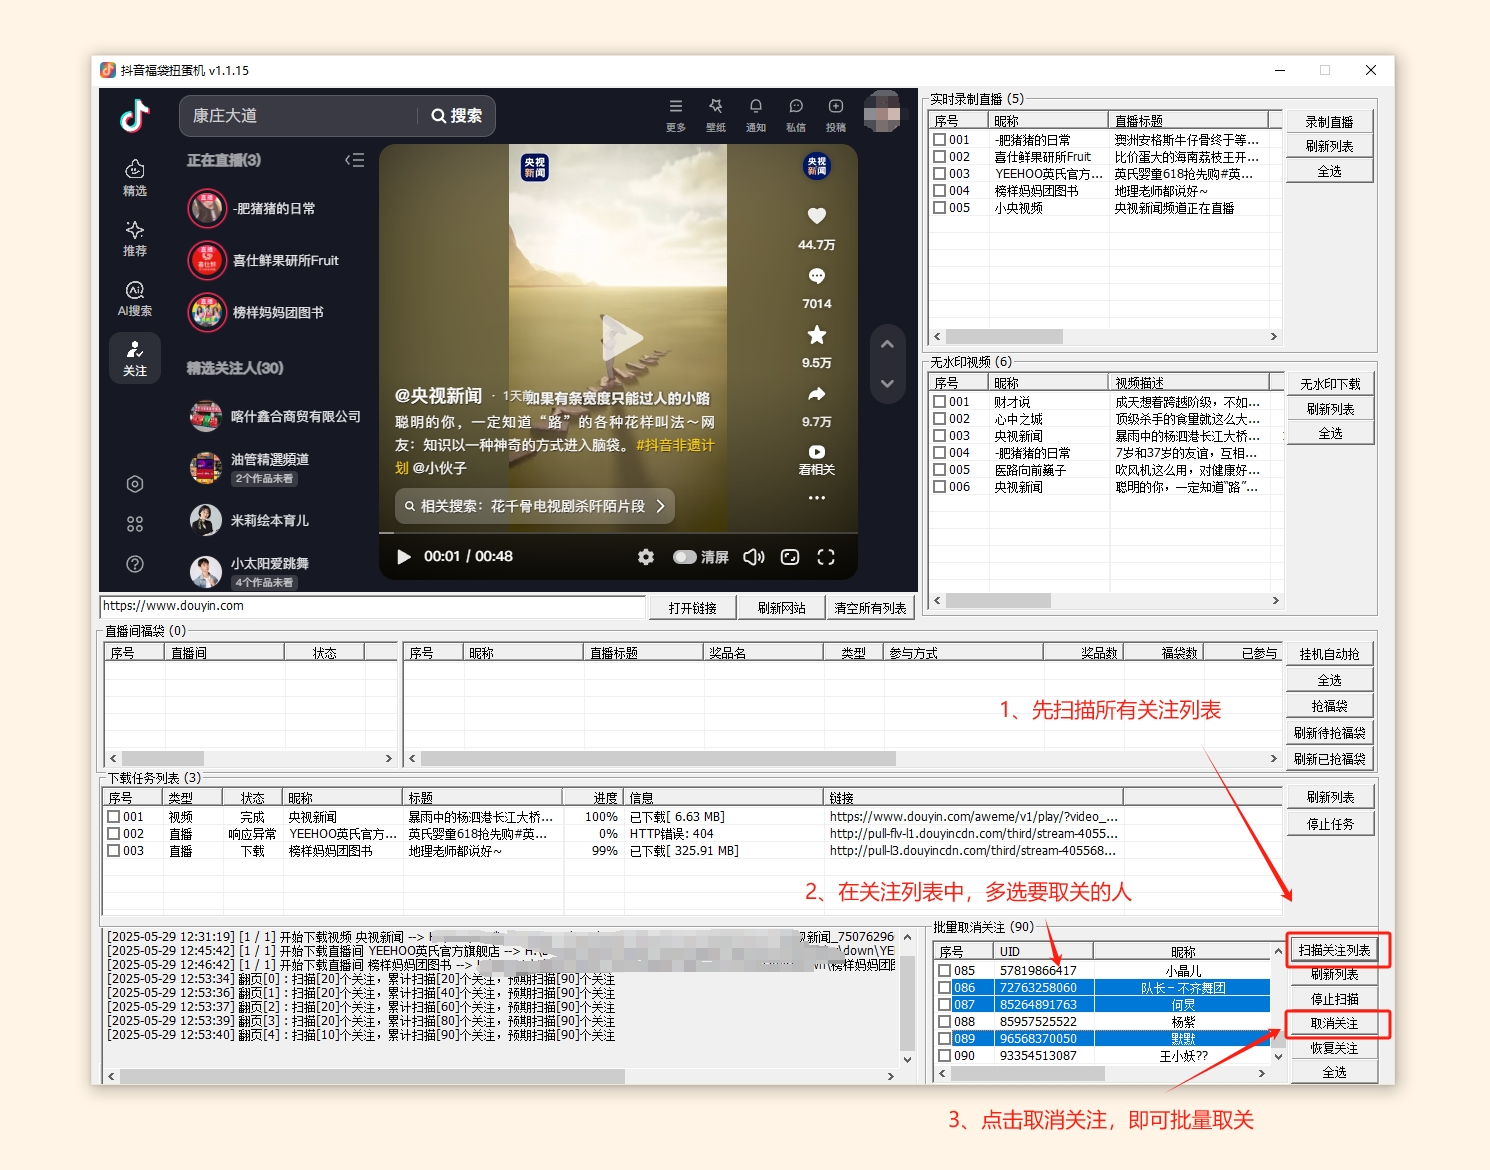 抖音福袋扭蛋机 v1.1.15
康庄大道
搜索
更多
壁纸
通知
私信
投稿
精选
推荐
AI搜索
关注
正在直播(3)
-肥猪猪的日常
喜仕鲜果研所Fruit
榜样妈妈团图书
精选关注人(30)
喀什鑫合商贸有限公司
油管精選頻道
2个作品未看
米莉绘本育儿
小太阳爱跳舞
4个作品未看
央视
新闻
央视
新闻
44.7万
7014
9.5万
9.7万
看相关
@央视新闻 · 1天前
如果有条宽度只能过人的小路
聪明的你，一定知道“路”的各种花样叫法～网
友：知识以一种神奇的方式进入脑袋。#抖音非遗计
划 @小伙子
相关搜索：花千骨电视剧杀阡陌片段
00:01 / 00:48
清屏
https://www.douyin.com
打开链接
刷新网站
清空所有列表
实时录制直播 (5)
序号 昵称 直播标题
001 -肥猪猪的日常 澳洲安格斯牛仔骨终于等...
002 喜仕鲜果研所Fruit 比价蛋大的海南荔枝王开...
003 YEEHOO英氏官方... 英氏婴童618抢先购#英...
004 榜样妈妈团图书 地理老师都说好~
005 小央视频 央视新闻频道正在直播
录制直播
刷新列表
全选
无水印视频 (6)
序号 昵称 视频描述
001 财才说 成天想着跨越阶级，不如...
002 心中之城 顶级杀手的食量就这么大...
003 央视新闻 暴雨中的杨泗港长江大桥...
004 -肥猪猪的日常 7岁和37岁的友谊，互相...
005 医路向前巍子 吹风机这么用，对健康好...
006 央视新闻 聪明的你，一定知道“路”...
无水印下载
刷新列表
全选
直播间福袋 (0)
序号 直播间 状态
序号 昵称 直播标题 奖品名 类型 参与方式 奖品数 福袋数 已参与
挂机自动抢
全选
抢福袋
刷新待抢福袋
刷新已抢福袋
1、先扫描所有关注列表
下载任务列表 (3)
序号 类型 状态 昵称 标题 进度 信息 链接
001 视频 完成 央视新闻 暴雨中的杨泗港长江大桥... 100% 已下载[ 6.63 MB] https://www.douyin.com/aweme/v1/play/?video_...
002 直播 响应异常 YEEHOO英氏官方... 英氏婴童618抢先购#英... 0% HTTP错误: 404 http://pull-flv-l1.douyincdn.com/third/stream-4055...
003 直播 下载 榜样妈妈团图书 地理老师都说好~ 99% 已下载[ 325.91 MB] http://pull-l3.douyincdn.com/third/stream-405568...
刷新列表
停止任务
2、在关注列表中，多选要取关的人
[2025-05-29 12:31:19] [1 / 1] 开始下载视频 央视新闻 --> 视新闻_75076296
[2025-05-29 12:45:42] [1 / 1] 开始下载直播间 YEEHOO英氏官方旗舰店 --> H:\ \down\YE
[2025-05-29 12:46:42] [1 / 1] 开始下载直播间 榜样妈妈团图书 --> \榜样妈妈团图
[2025-05-29 12:53:34] 翻页[0]：扫描[20]个关注，累计扫描[20]个关注，预期扫描[90]个关注
[2025-05-29 12:53:36] 翻页[1]：扫描[20]个关注，累计扫描[40]个关注，预期扫描[90]个关注
[2025-05-29 12:53:37] 翻页[2]：扫描[20]个关注，累计扫描[60]个关注，预期扫描[90]个关注
[2025-05-29 12:53:39] 翻页[3]：扫描[20]个关注，累计扫描[80]个关注，预期扫描[90]个关注
[2025-05-29 12:53:40] 翻页[4]：扫描[10]个关注，累计扫描[90]个关注，预期扫描[90]个关注
批量取消关注 (90)
序号 UID 昵称
085 57819866417 小晶儿
086 72763258060 队长－不齐舞团
087 85264891763 何炅
088 85957525522 杨紫
089 96568370050 默默
090 93354513087 王小妖??
扫描关注列表
刷新列表
停止扫描
取消关注
恢复关注
全选
3、点击取消关注，即可批量取关